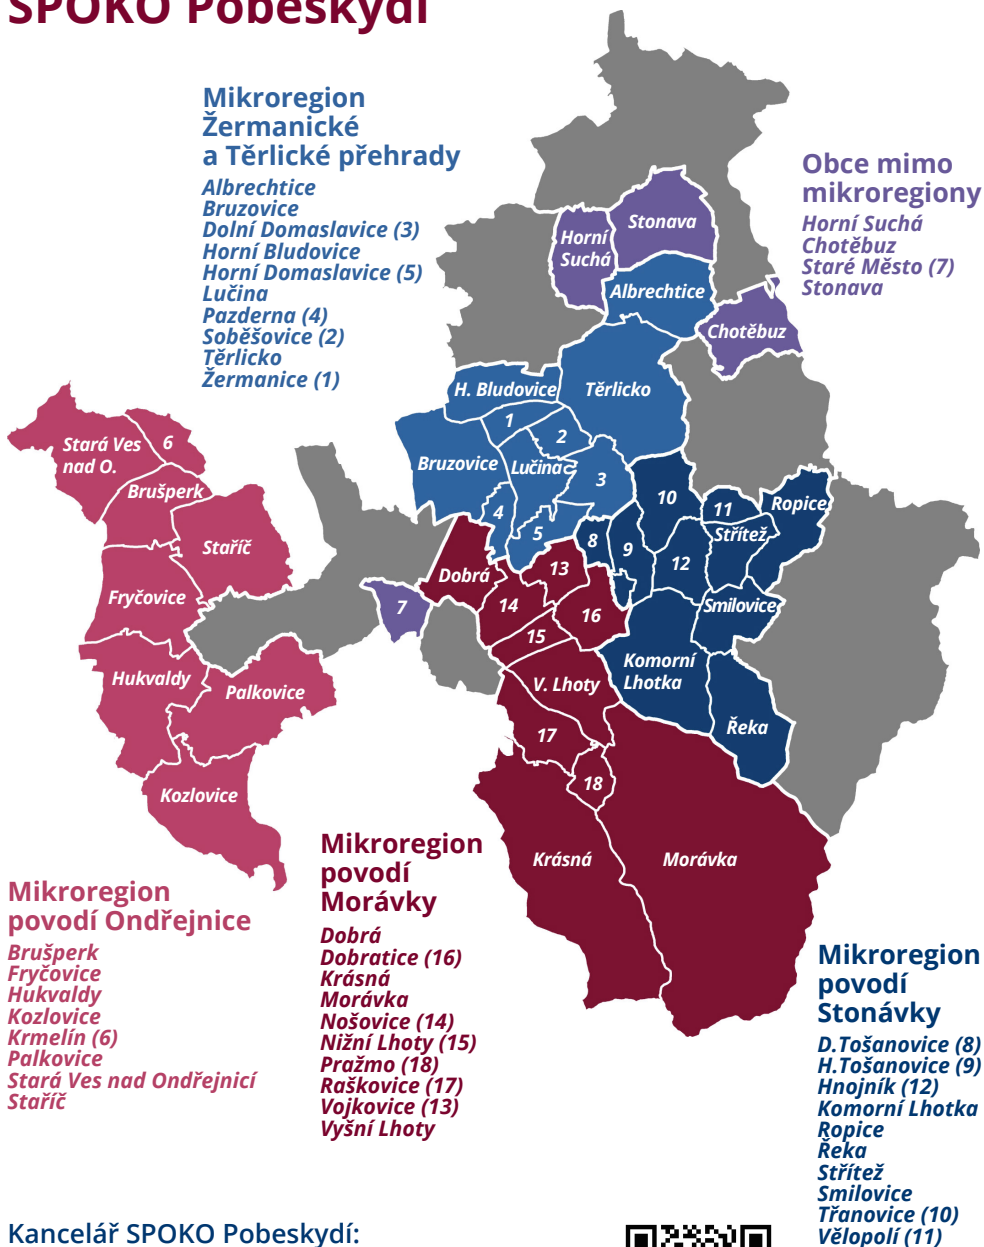 SPOKO Pobeskydí
Mikroregion
Žermanické
a Těrlické přehrady
Albrechtice
Bruzovice
Dolní Domaslavice (3)
Horní Bludovice
Horní Domaslavice (5)
Lučina
Pazderna (4)
Soběšovice (2)
Těrlicko
Žermanice (1)
Obce mimo
mikroregiony
Horní Suchá
Chotěbuz
Staré Město (7)
Stonava
Stonava
Horní
Suchá
Albrechtice
Chotěbuz
H. Bludovice
Těrlicko
1
2
Bruzovice
Lučina
3
4
5
Stará Ves
nad O.
6
Brušperk
Staříč
Fryčovice
Hukvaldy
Palkovice
Kozlovice
7
10
11
Ropice
Střítež
8
9
12
Smilovice
Komorní
Lhotka
Řeka
Dobrá
13
14
16
15
V. Lhoty
17
18
Krásná
Morávka
Mikroregion
povodí Ondřejnice
Brušperk
Fryčovice
Hukvaldy
Kozlovice
Krmelín (6)
Palkovice
Stará Ves nad Ondřejnicí
Staříč
Mikroregion
povodí
Morávky
Dobrá
Dobratice (16)
Krásná
Morávka
Nošovice (14)
Nižní Lhoty (15)
Pražmo (18)
Raškovice (17)
Vojkovice (13)
Vyšní Lhoty
Mikroregion
povodí
Stonávky
D.Tošanovice (8)
H.Tošanovice (9)
Hnojník (12)
Komorní Lhotka
Ropice
Řeka
Střítež
Smilovice
Třanovice (10)
Vělopolí (11)
Kancelář SPOKO Pobeskydí: